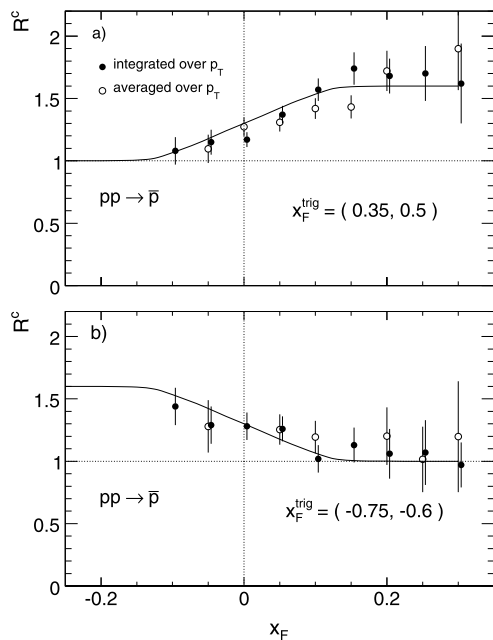 R^c
2
1.5
1
0.5
0
a)
● integrated over p_T
○ averaged over p_T
pp → p̅
x_F^trig = ( 0.35, 0.5 )
R^c
2
1.5
1
0.5
0
b)
pp → p̅
x_F^trig = ( -0.75, -0.6 )
-0.2 0 0.2
x_F